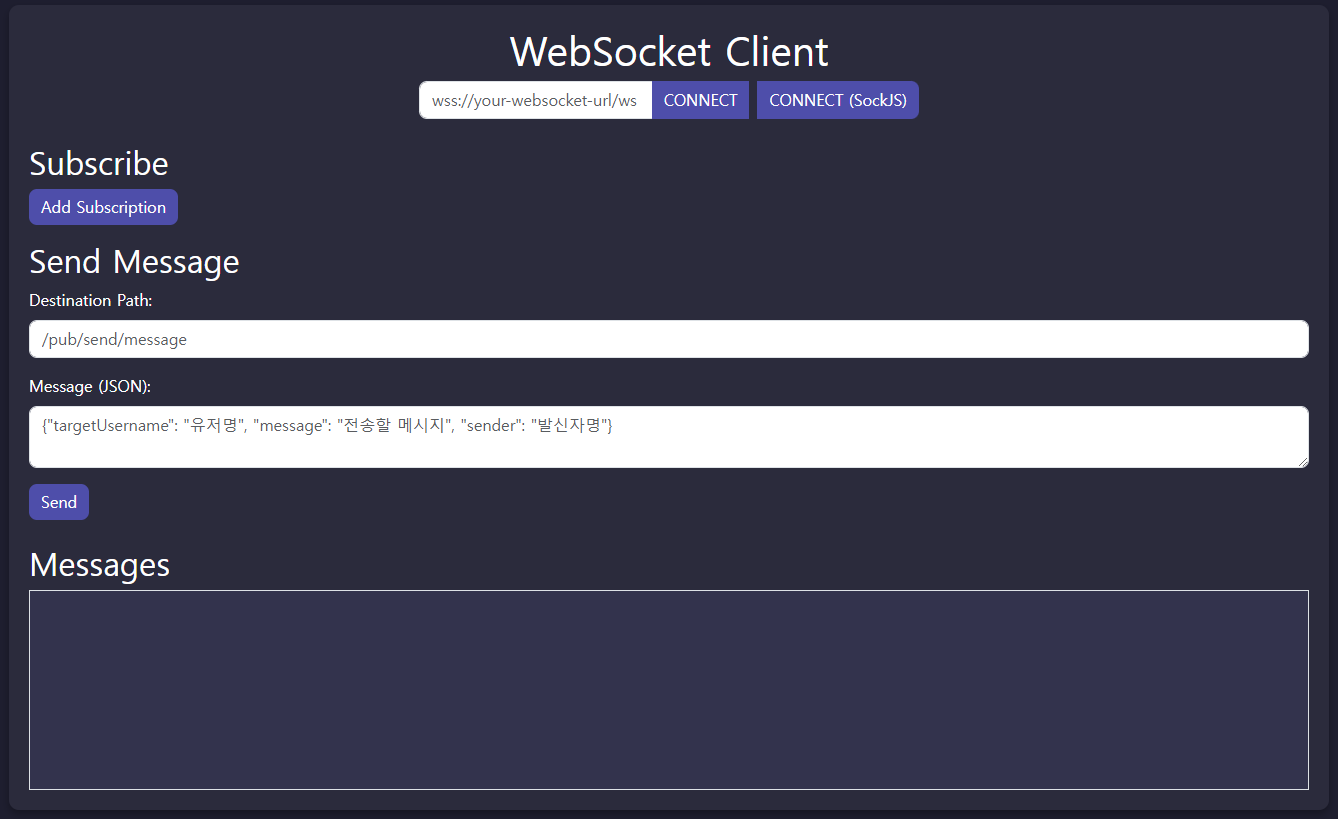 WebSocket Client
wss://your-websocket-url/ws CONNECT CONNECT (SockJS)
Subscribe
Add Subscription
Send Message
Destination Path:
/pub/send/message
Message (JSON):
{"targetUsername": "유저명", "message": "전송할 메시지", "sender": "발신자명"}
Send
Messages